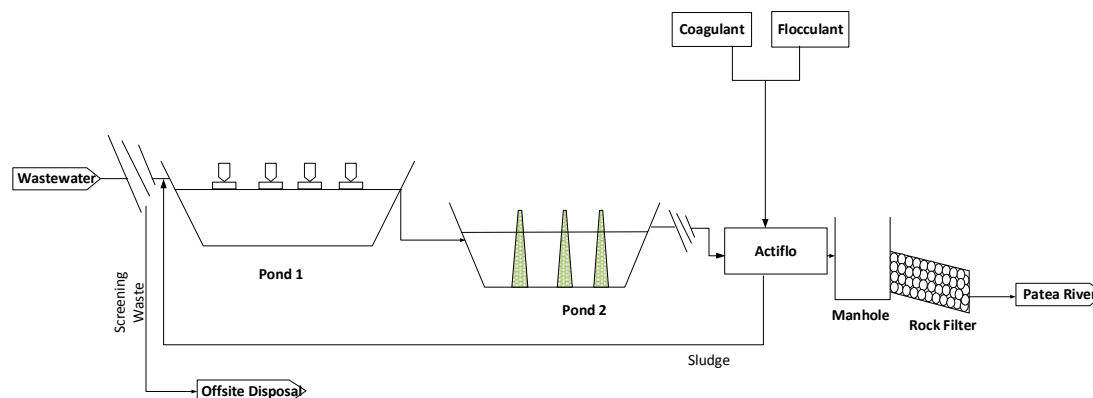 Coagulant
Flocculant
Wastewater
Pond 1
Screening
Waste
Pond 2
Actiflo
Manhole
Rock Filter
Patea River
Sludge
Offsite Disposal